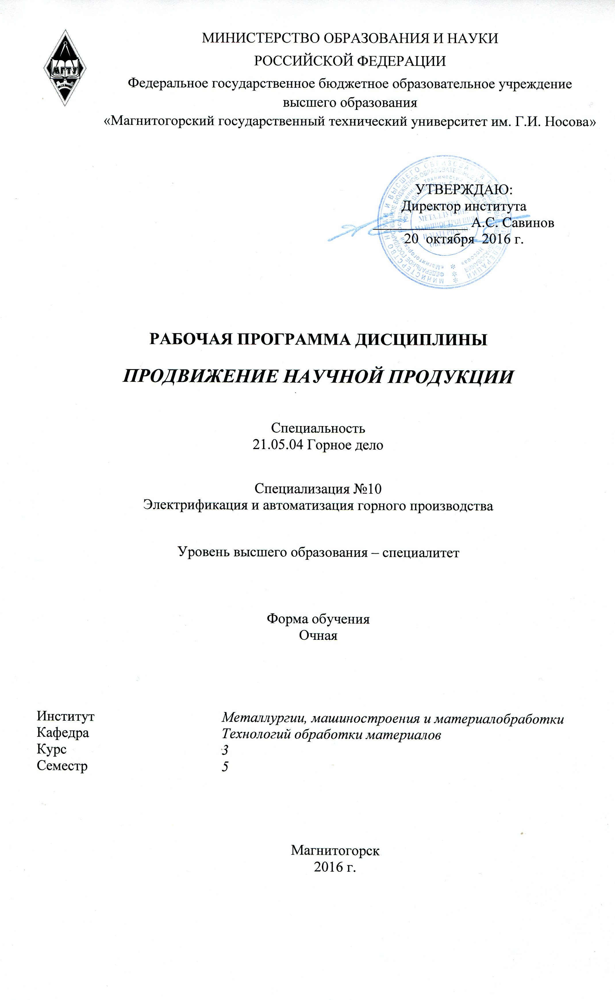 МИНИСТЕРСТВО ОБРАЗОВАНИЯ И НАУКИ
РОССИЙСКОЙ ФЕДЕРАЦИИ
Федеральное государственное бюджетное образовательное учреждение
высшего образования
«Магнитогорский государственный технический университет им. Г.И. Носова»
МГТУ
УТВЕРЖДАЮ:
Директор института
А.С. Савинов
20 октября 2016 г.
РАБОЧАЯ ПРОГРАММА ДИСЦИПЛИНЫ
ПРОДВИЖЕНИЕ НАУЧНОЙ ПРОДУКЦИИ
Специальность
21.05.04 Горное дело
Специализация №10
Электрификация и автоматизация горного производства
Уровень высшего образования – специалитет
Форма обучения
Очная
Институт Металлургии, машиностроения и материалобработки
Кафедра Технологий обработки материалов
Курс 3
Семестр 5
Магнитогорск
2016 г.